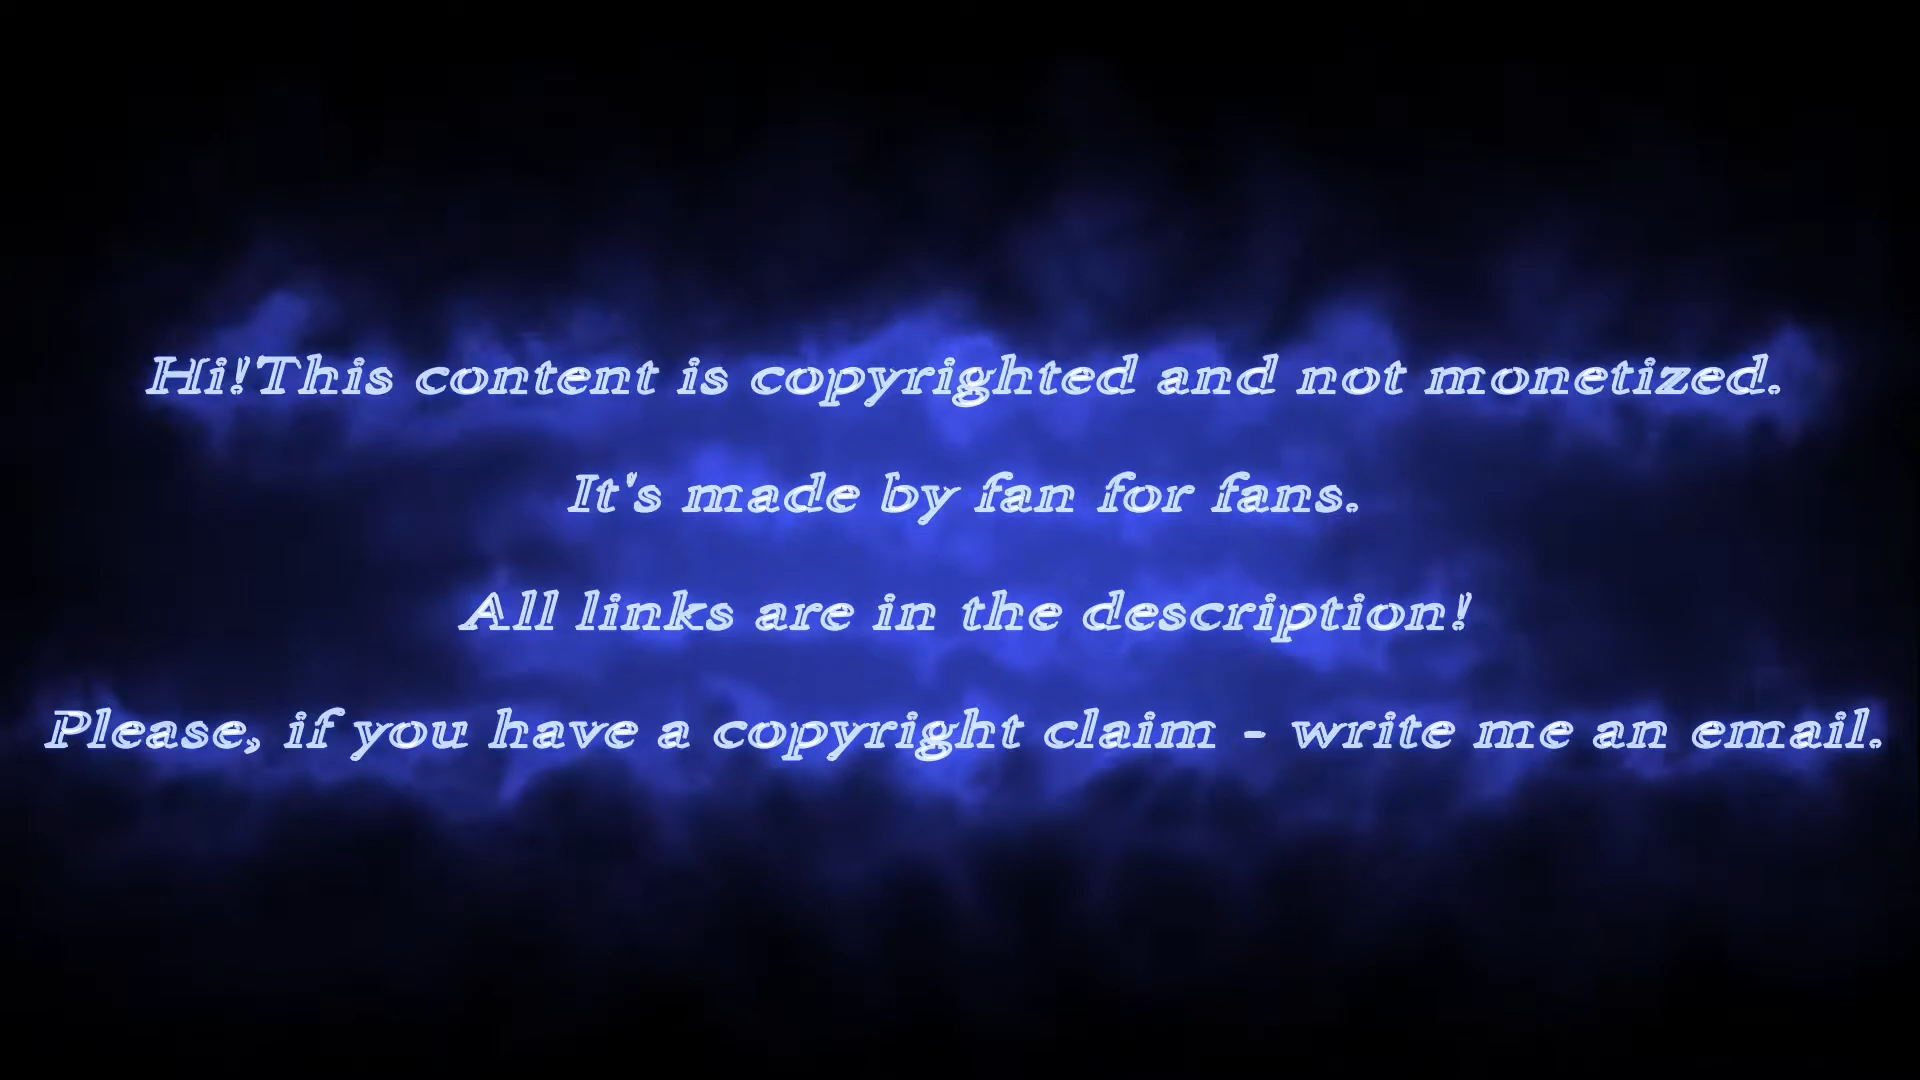 Hi!This content is copyrighted and not monetized.
It's made by fan for fans.
All links are in the description!
Please, if you have a copyright claim - write me an email.